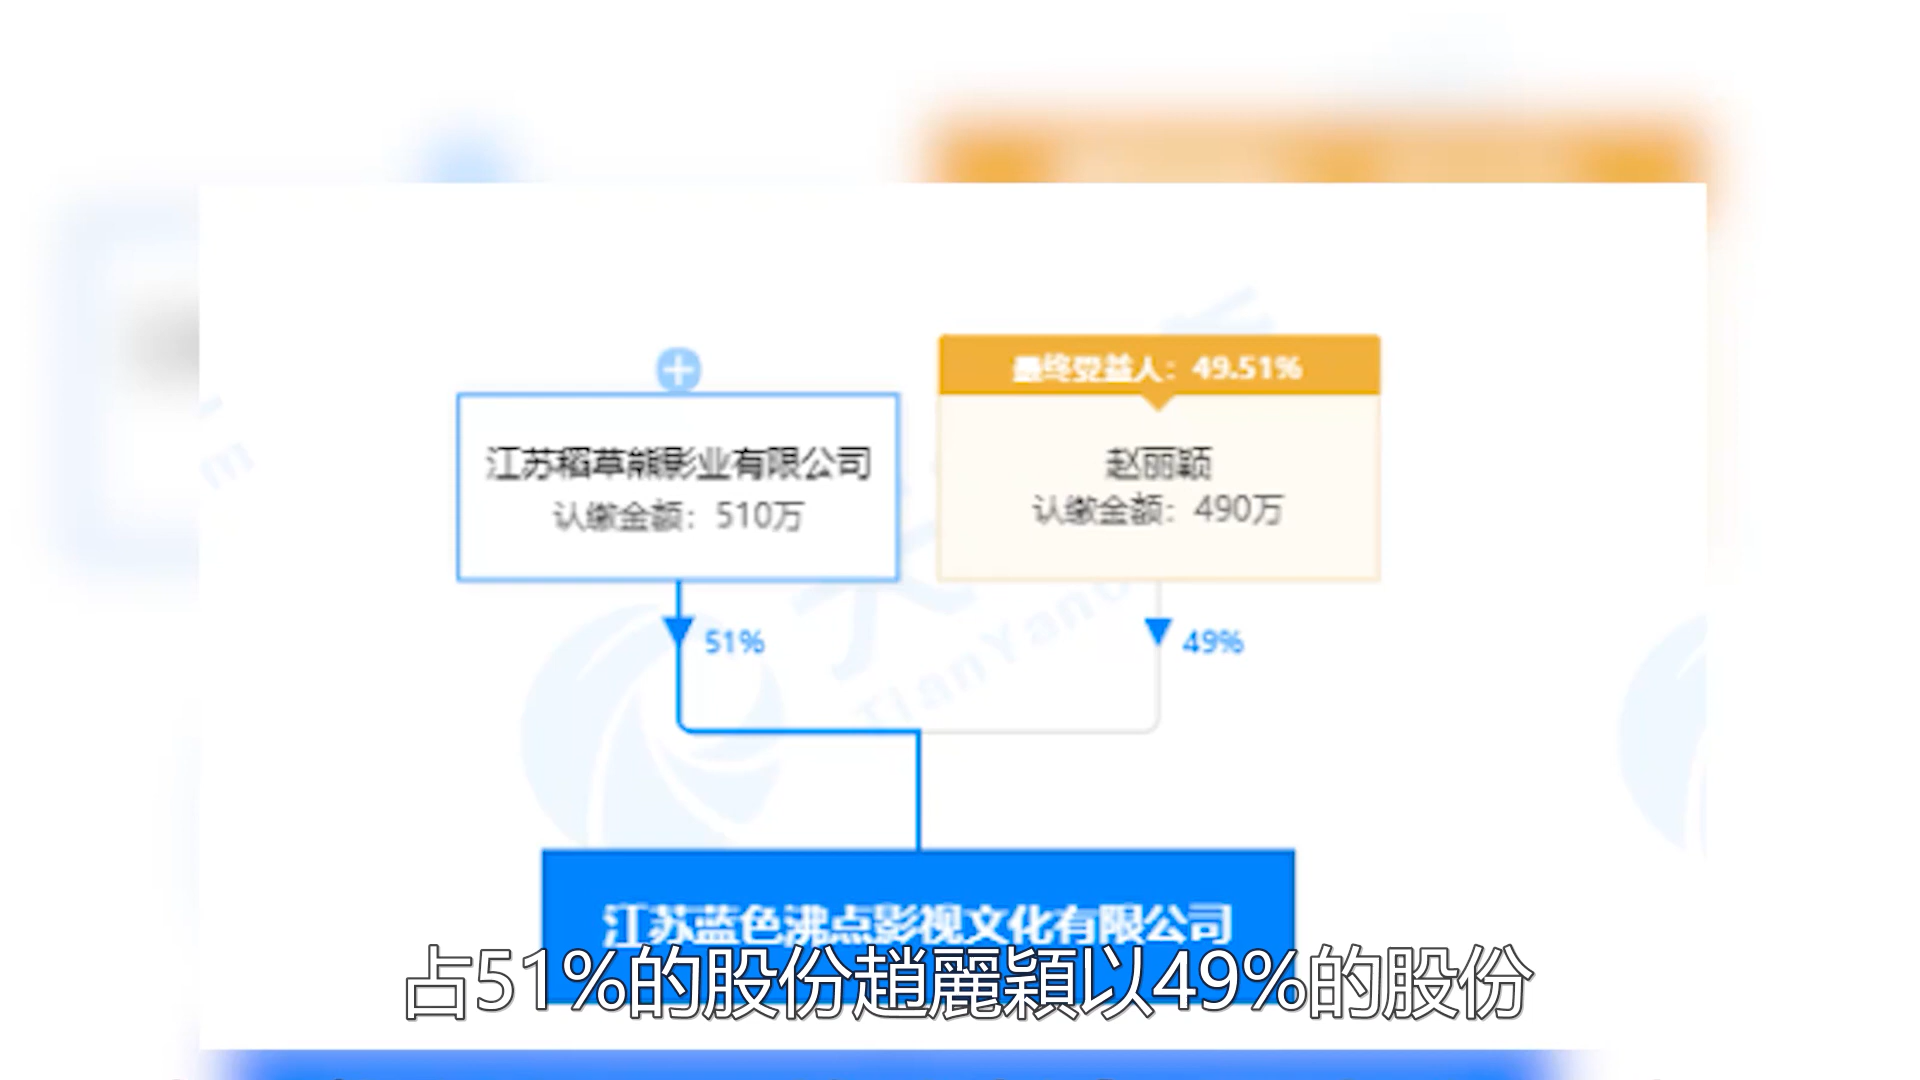 最终受益人：49.51%
江苏稻草熊影业有限公司
认缴金额：510万
赵丽颖
认缴金额：490万
51%
49%
TianYanC
江苏蓝色沸点影视文化有限公司
占51%的股份趙麗穎以49%的股份